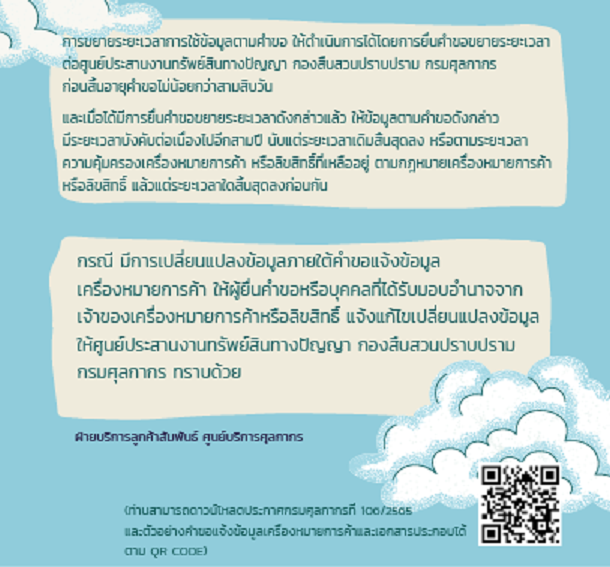 การขยายระยะเวลาการใช้ข้อมูลตามคำขอ ให้ดำเนินการได้โดยการยื่นคำขอขยายระยะเวลา
ต่อศูนย์ประสานงานทรัพย์สินทางปัญญา กองสืบสวนปราบปราม กรมศุลกากร
ก่อนสิ้นอายุคำขอไม่น้อยกว่าสามสิบวัน
และเมื่อได้มีการยื่นคำขอขยายระยะเวลาดังกล่าวแล้ว ให้ข้อมูลตามคำขอดังกล่าว
มีระยะเวลาบังคับต่อเนื่องไปอีกสามปี นับแต่ระยะเวลาเดิมสิ้นสุดลง หรือตามระยะเวลา
ความคุ้มครองเครื่องหมายการค้า หรือลิขสิทธิ์ที่เหลืออยู่ ตามกฎหมายเครื่องหมายการค้า
หรือลิขสิทธิ์ แล้วแต่ระยะเวลาใดสิ้นสุดลงก่อนกัน
กรณี มีการเปลี่ยนแปลงข้อมูลภายใต้คำขอแจ้งข้อมูล
เครื่องหมายการค้า ให้ผู้ยื่นคำขอหรือบุคคลที่ได้รับมอบอำนาจจาก
เจ้าของเครื่องหมายการค้าหรือลิขสิทธิ์ แจ้งแก้ไขเปลี่ยนแปลงข้อมูล
ให้ศูนย์ประสานงานทรัพย์สินทางปัญญา กองสืบสวนปราบปราม
กรมศุลกากร ทราบด้วย
ฝ่ายบริการลูกค้าสัมพันธ์ ศูนย์บริการศุลกากร
(ท่านสามารถดาวน์โหลดประกาศกรมศุลกากรที่ 106/2565
และตัวอย่างคำขอแจ้งข้อมูลเครื่องหมายการค้าและเอกสารประกอบได้
ตาม QR CODE)